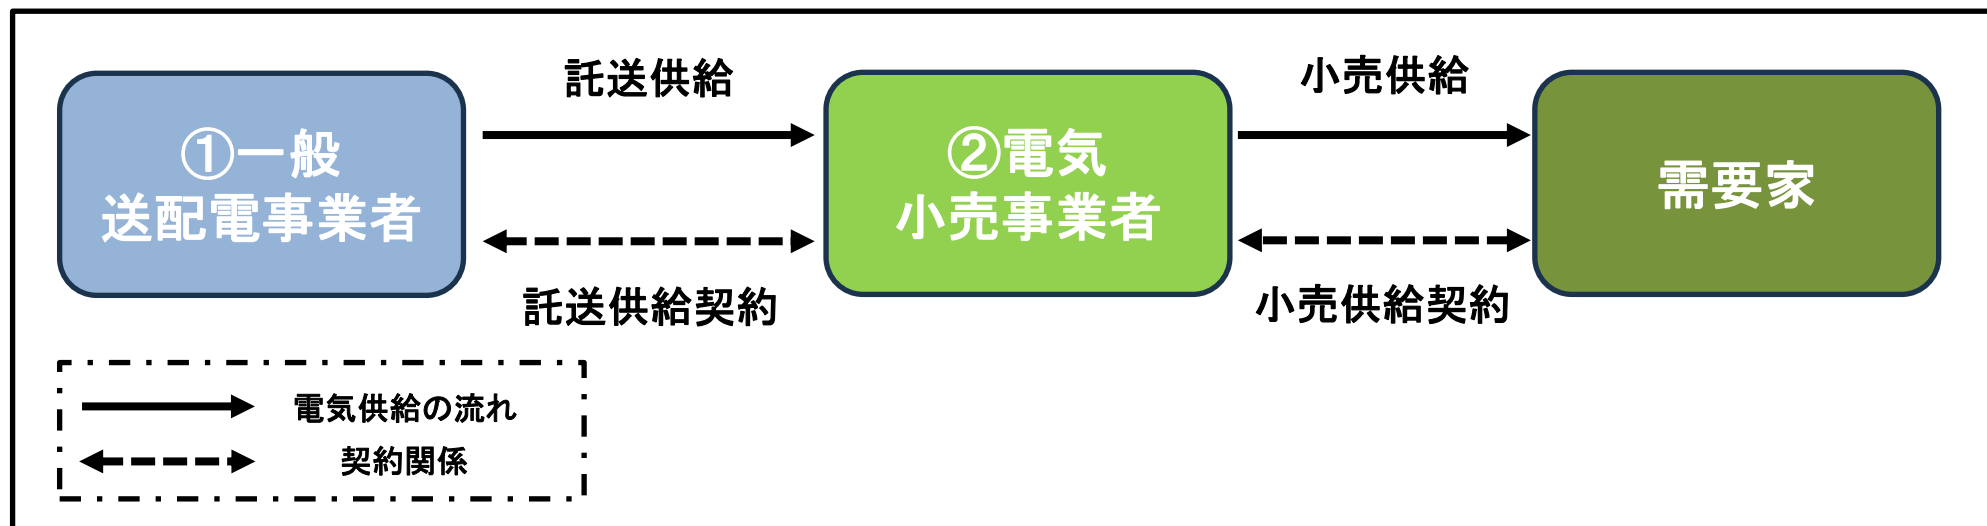 託送供給
小売供給
①一般
送配電事業者
②電気
小売事業者
需要家
託送供給契約
小売供給契約
電気供給の流れ
契約関係